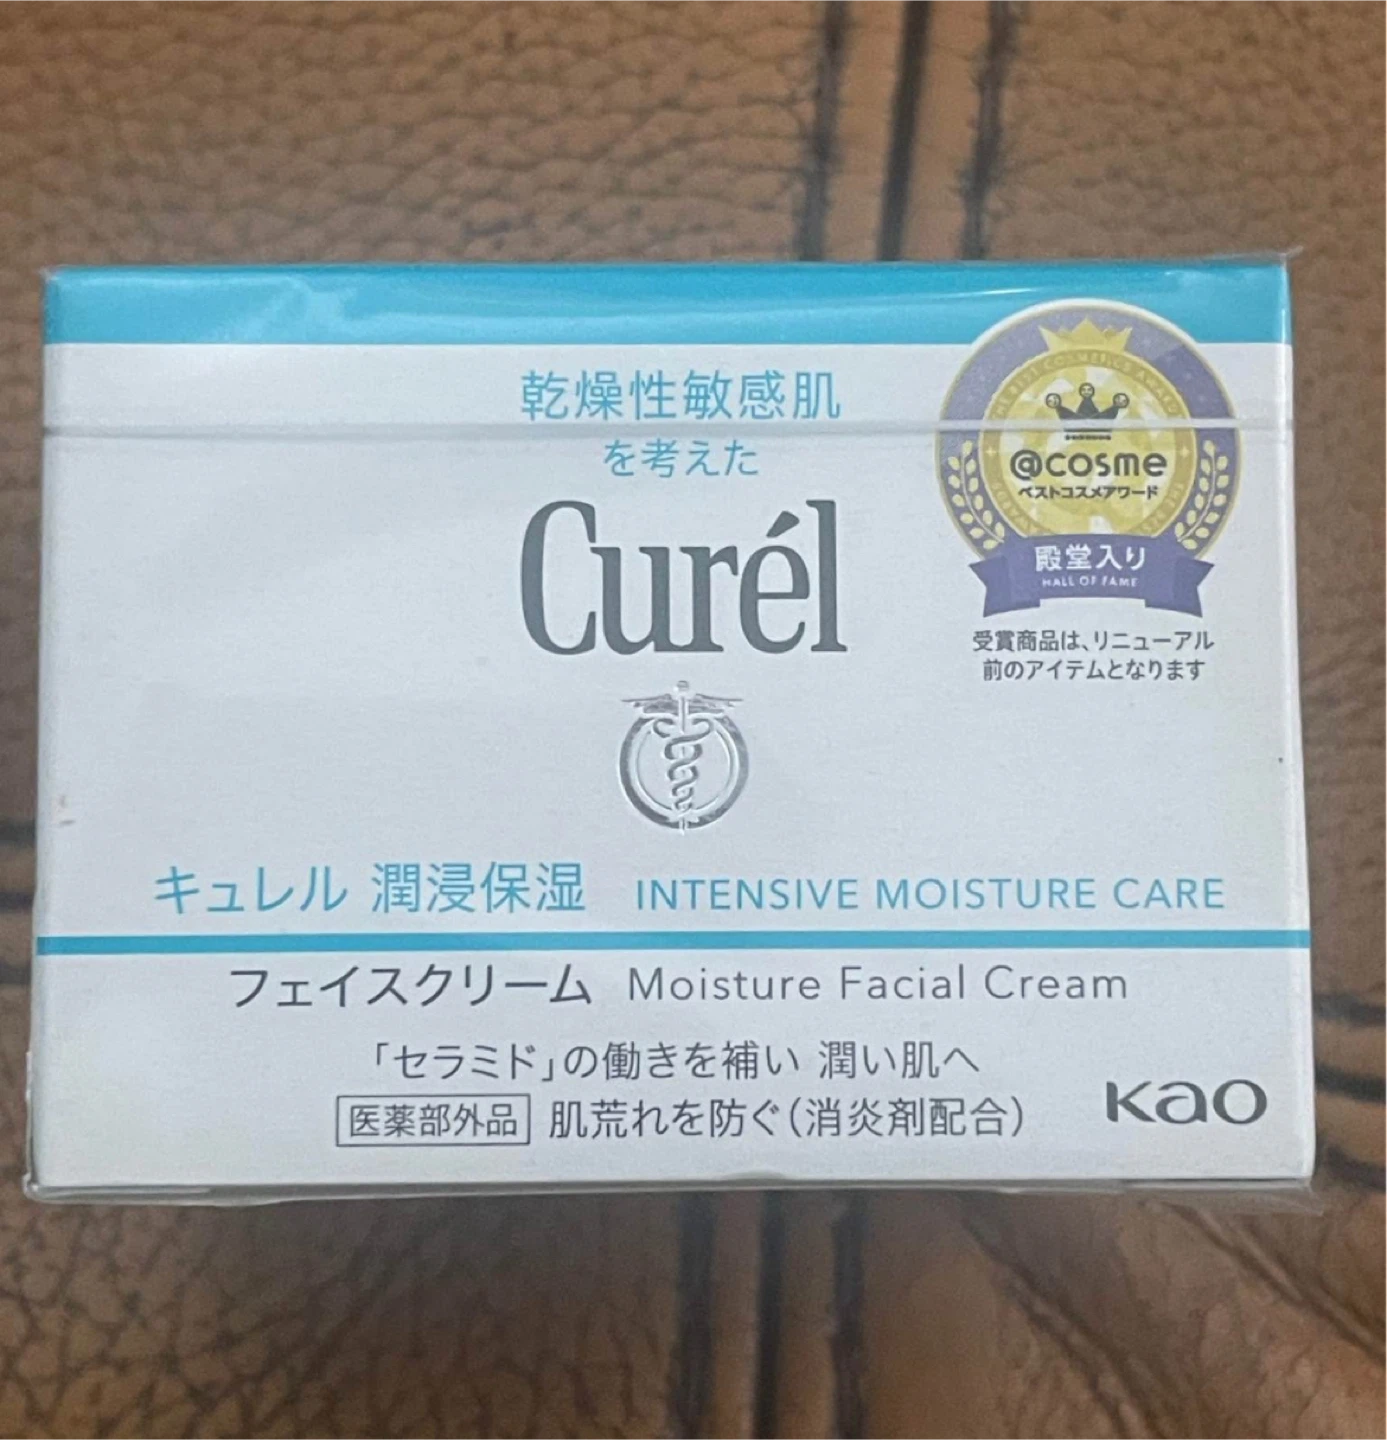 乾燥性敏感肌
を考えた
Curél
@cosme
ベストコスメアワード
殿堂入り
HALL OF FAME
受賞商品は、リニューアル
前のアイテムとなります
キュレル 潤浸保湿 INTENSIVE MOISTURE CARE
フェイスクリーム Moisture Facial Cream
「セラミド」の働きを補い 潤い肌へ
医薬部外品 肌荒れを防ぐ(消炎剤配合)
Kao